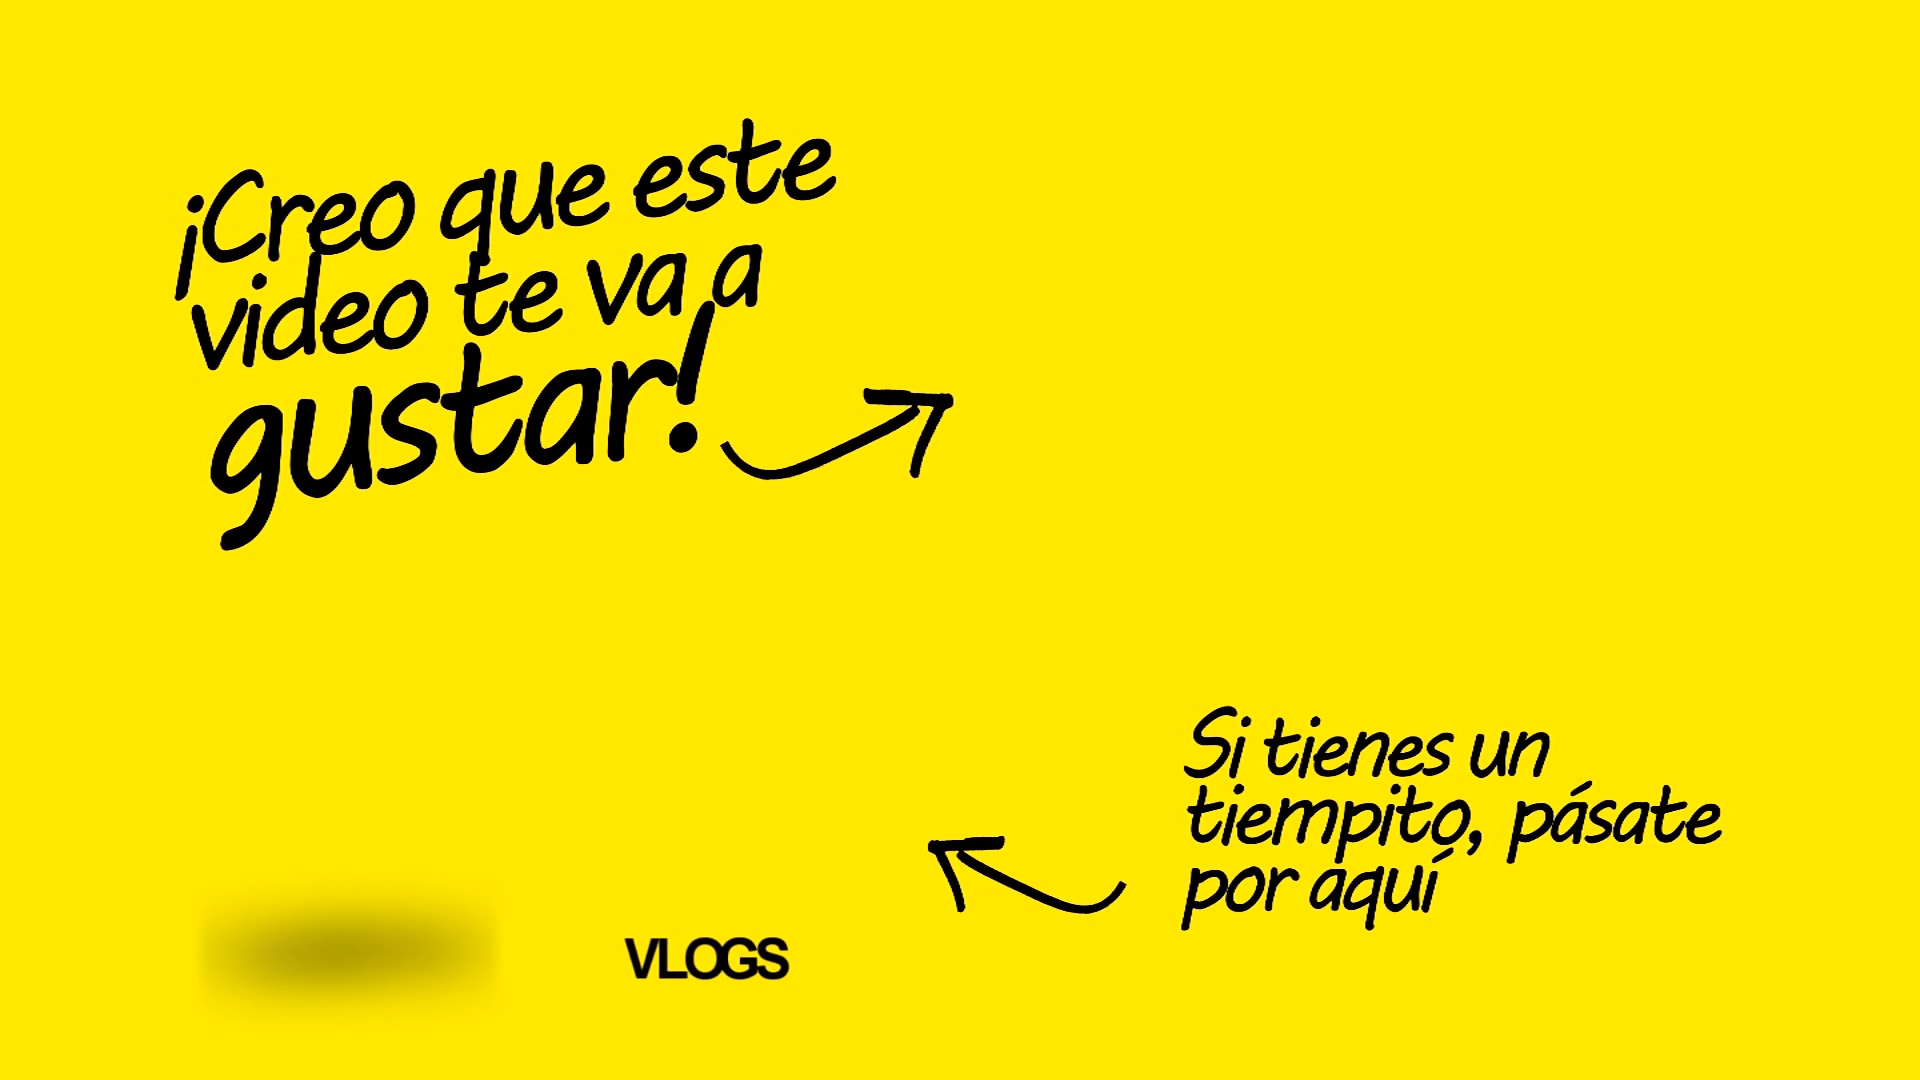 ¡Creo que este
video te va a
gustar!
Si tienes un
tiempito, pásate
por aquí
VLOGS